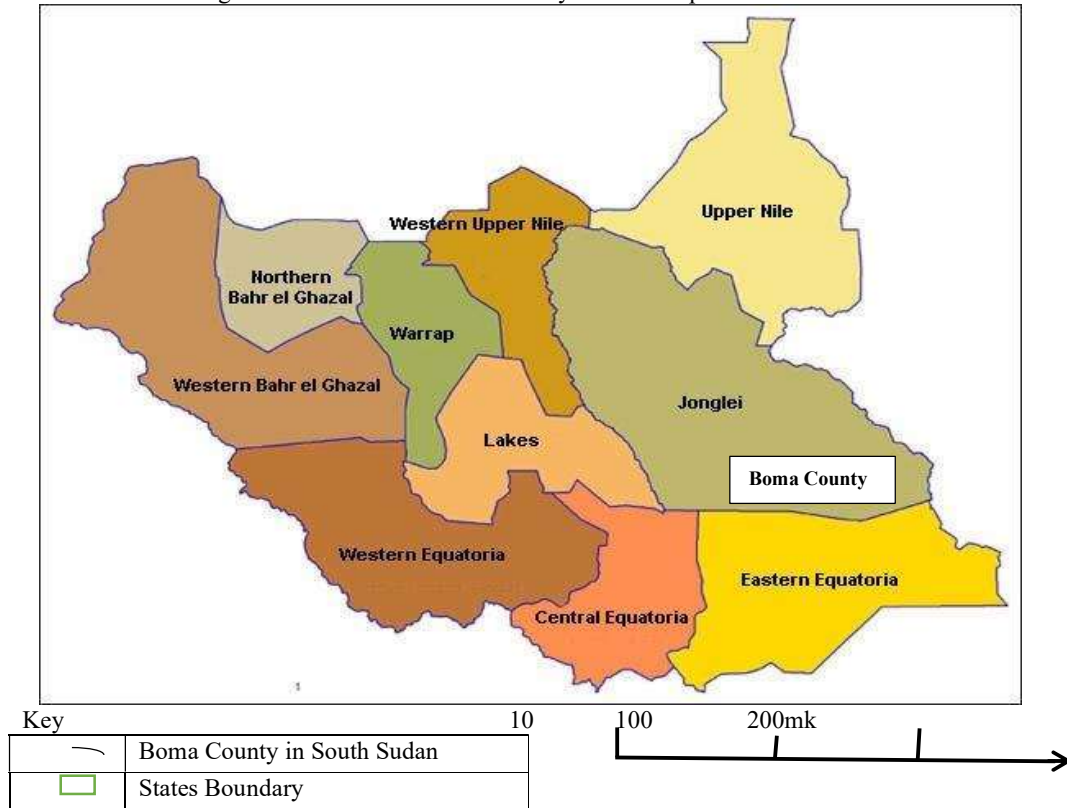 Upper Nile
Western Upper Nile
Northern
Bahr el Ghazal
Warrap
Western Bahr el Ghazal
Jonglei
Lakes
Boma County
Western Equatoria
Eastern Equatoria
Central Equatoria
1
Key
10 100 200mk
Boma County in South Sudan
States Boundary